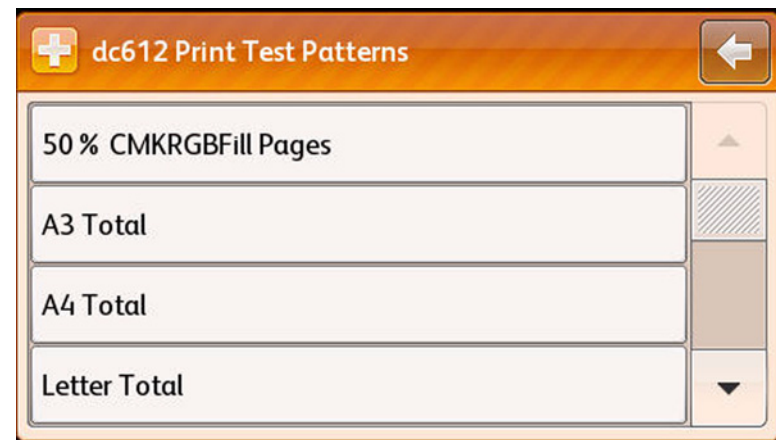 dc612 Print Test Patterns
50 % CMKRGBFill Pages
A3 Total
A4 Total
Letter Total